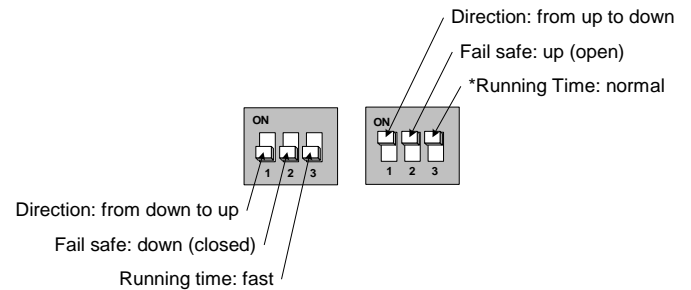 Direction: from up to down
Fail safe: up (open)
*Running Time: normal
ON
1 2 3
ON
1 2 3
Direction: from down to up
Fail safe: down (closed)
Running time: fast